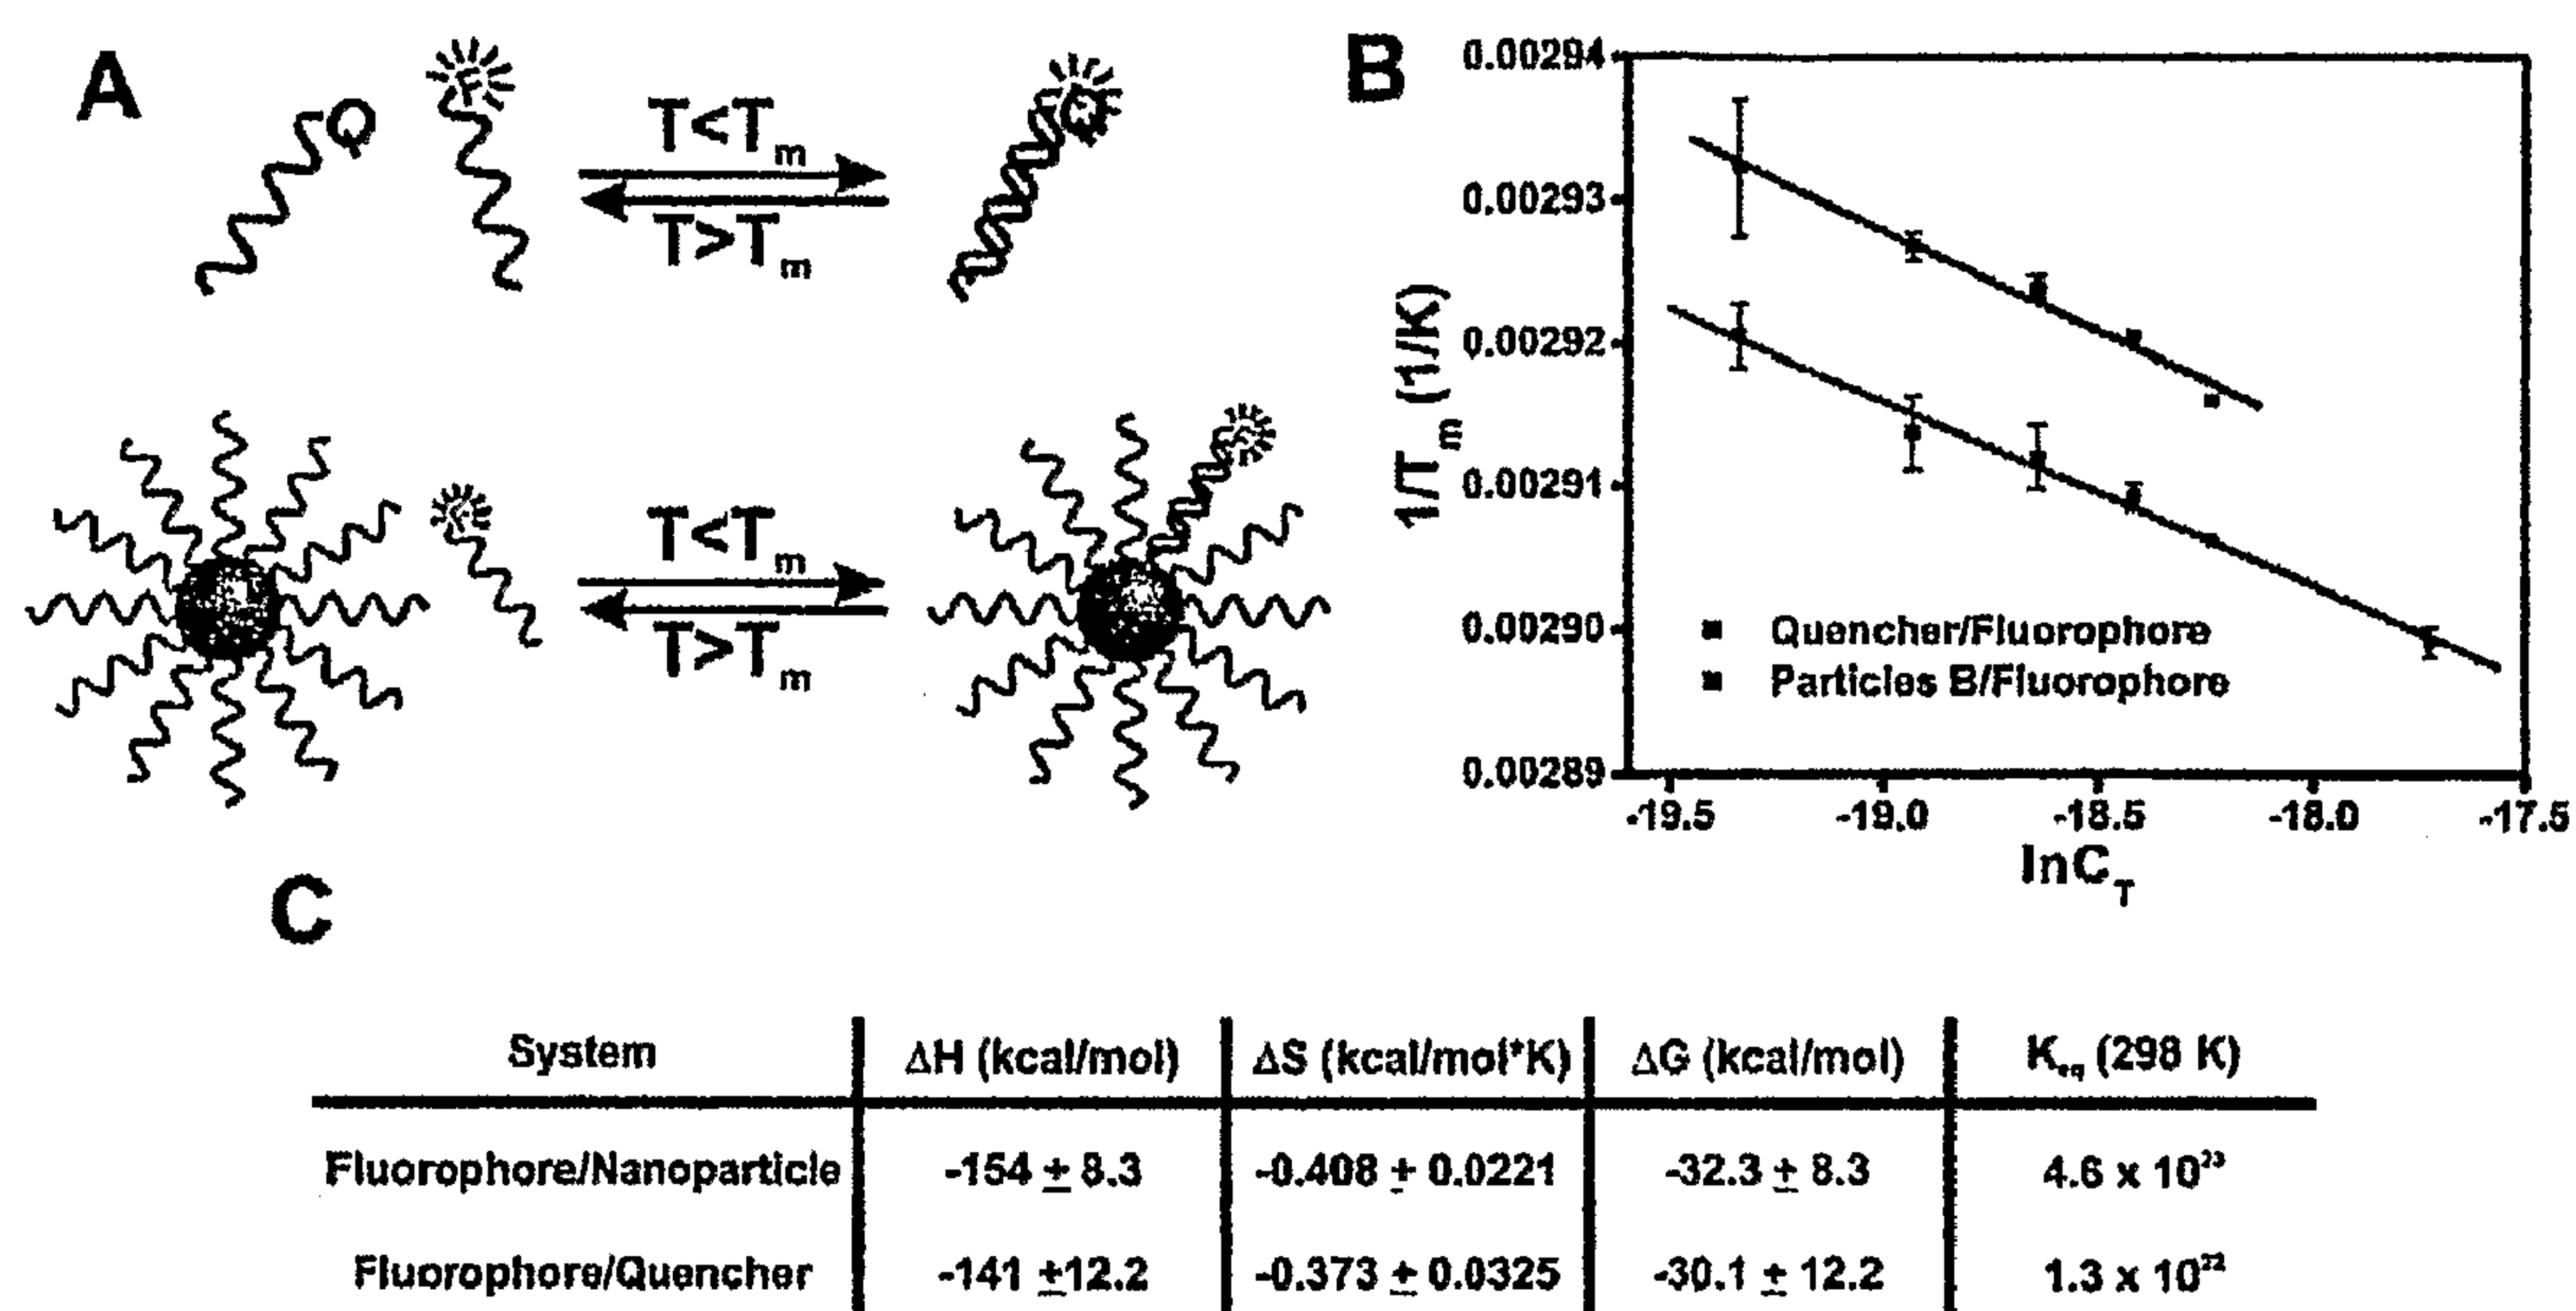 A
Q
F
T<Tm
T>Tm
F
T<Tm
T>Tm
B
1/Tm (1/K)
0.00294
0.00293
0.00292
0.00291
0.00290
0.00289
Quencher/Fluorophore
Particles B/Fluorophore
-19.5 -19.0 -18.5 -18.0 -17.5
lnCT
C
System ΔH (kcal/mol) ΔS (kcal/mol*K) ΔG (kcal/mol) Keq (298 K)
Fluorophore/Nanoparticle -154 ± 8.3 -0.408 ± 0.0221 -32.3 ± 8.3 4.6 x 10²³
Fluorophore/Quencher -141 ±12.2 -0.373 ± 0.0325 -30.1 ± 12.2 1.3 x 10²²